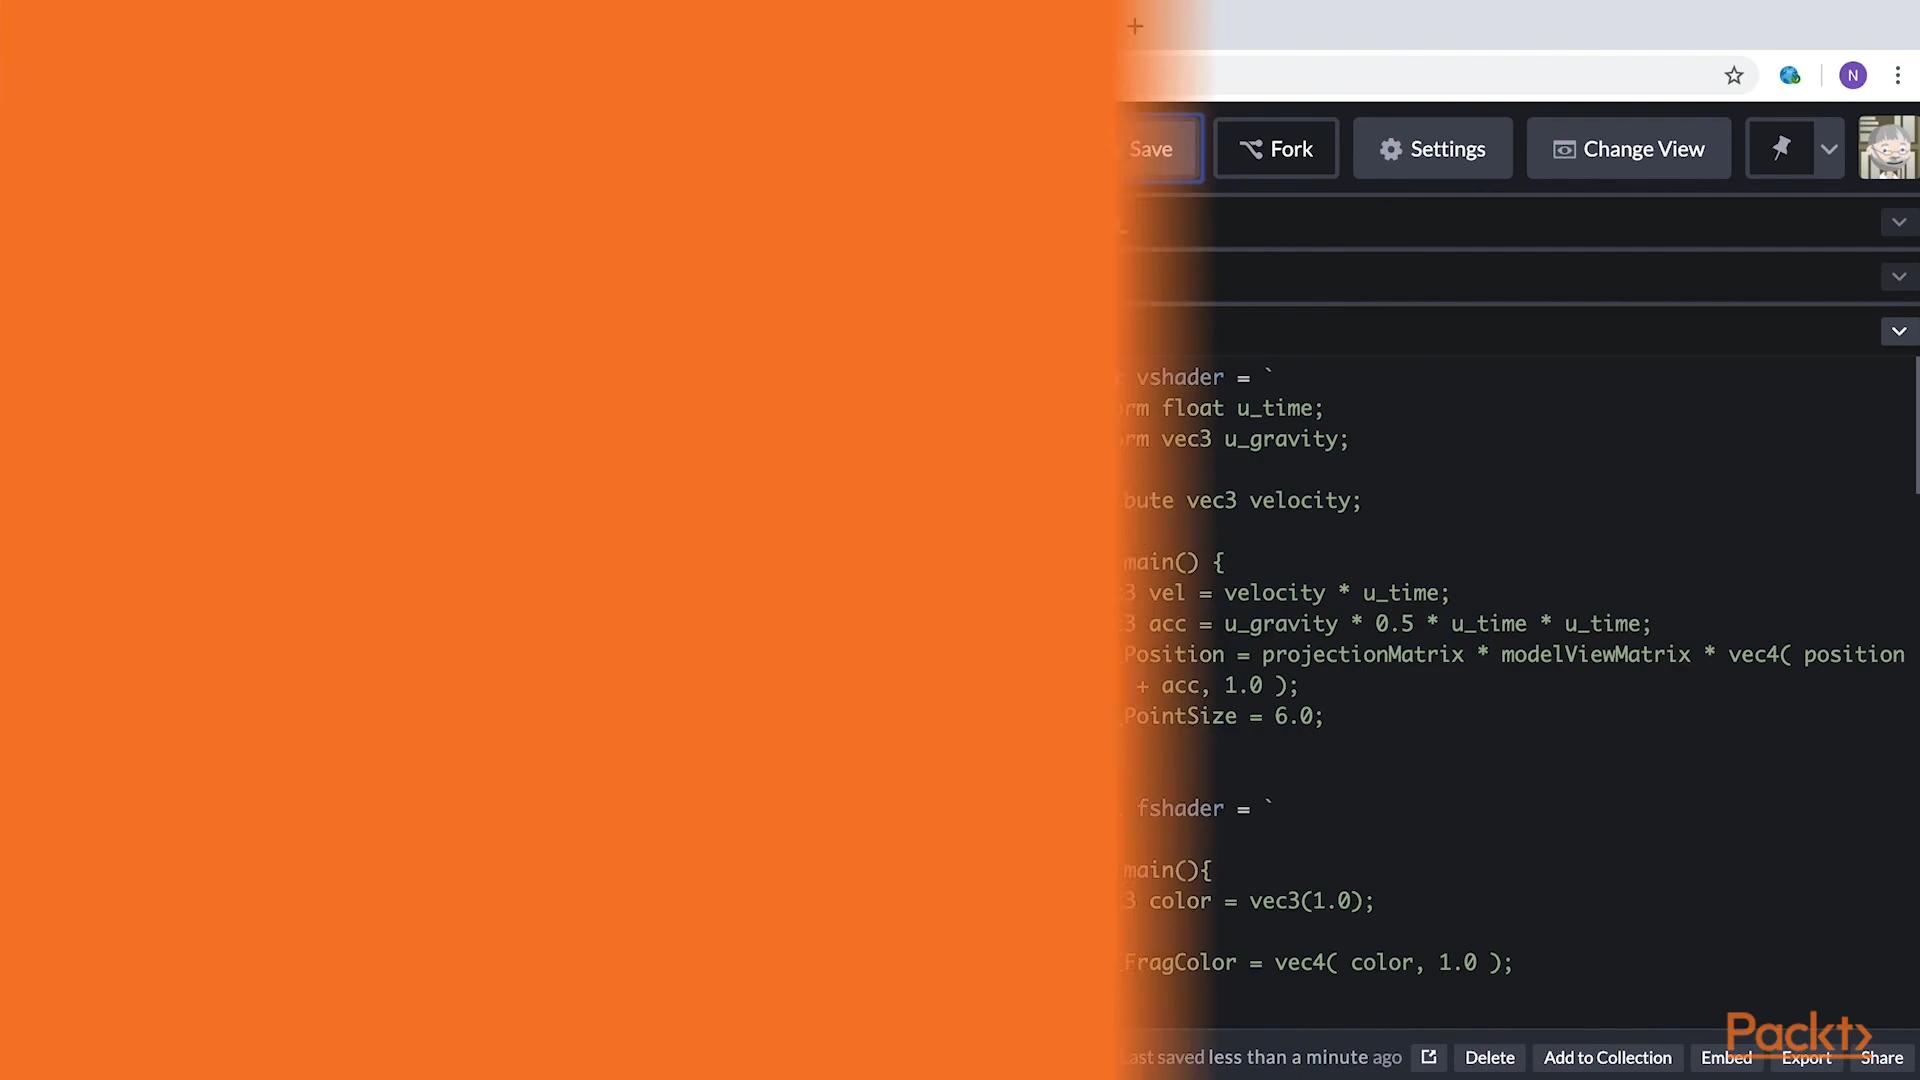 N
Save
Fork
Settings
Change View
vshader = `
float u_time;
vec3 u_gravity;
vec3 velocity;
main() {
vel = velocity * u_time;
acc = u_gravity * 0.5 * u_time * u_time;
Position = projectionMatrix * modelViewMatrix * vec4( position
+ acc, 1.0 );
PointSize = 6.0;
fshader = `
main(){
color = vec3(1.0);
FragColor = vec4( color, 1.0 );
Packt>
Last saved less than a minute ago
Delete
Add to Collection
Embed
Export
Share